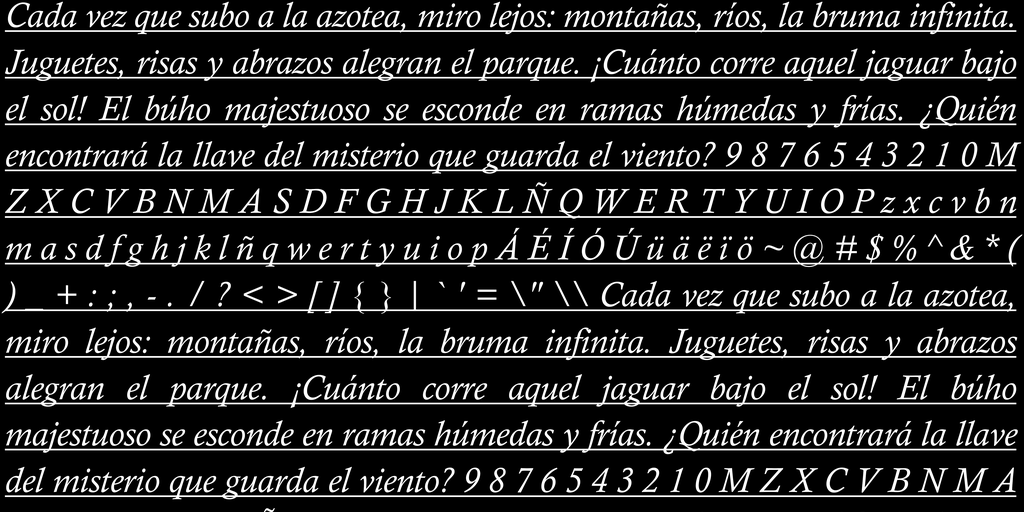 Cada vez que subo a la azotea, miro lejos: montañas, ríos, la bruma infinita.
Juguetes, risas y abrazos alegran el parque. ¡Cuánto corre aquel jaguar bajo
el sol! El búho majestuoso se esconde en ramas húmedas y frías. ¿Quién
encontrará la llave del misterio que guarda el viento? 9 8 7 6 5 4 3 2 1 0 M
Z X C V B N M A S D F G H J K L Ñ Q W E R T Y U I O P z x c v b n
m a s d f g h j k l ñ q w e r t y u i o p Á É Í Ó Ú ü ä ë ï ö ~ @ # $ % ^ & * (
) _ + : ; , - . / ? < > [ ] { } | ` ' = \" \\ Cada vez que subo a la azotea,
miro lejos: montañas, ríos, la bruma infinita. Juguetes, risas y abrazos
alegran el parque. ¡Cuánto corre aquel jaguar bajo el sol! El búho
majestuoso se esconde en ramas húmedas y frías. ¿Quién encontrará la llave
del misterio que guarda el viento? 9 8 7 6 5 4 3 2 1 0 M Z X C V B N M A